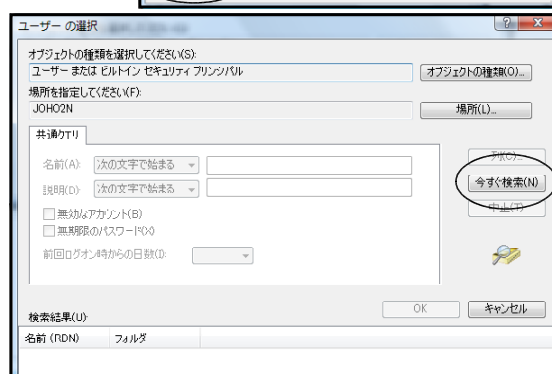 ユーザー の選択
オブジェクトの種類を選択してください(S):
ユーザー または ビルトイン セキュリティ プリンシパル
オブジェクトの種類(O)...
場所を指定してください(F):
JOHO2N
場所(L)...
共通クエリ
名前(A):
次の文字で始まる
列(C)...
説明(D):
次の文字で始まる
今すぐ検索(N)
無効なアカウント(B)
中止(T)
無期限のパスワード(X)
前回ログオン時からの日数(I):
OK
キャンセル
検索結果(U):
名前 (RDN)
フォルダ